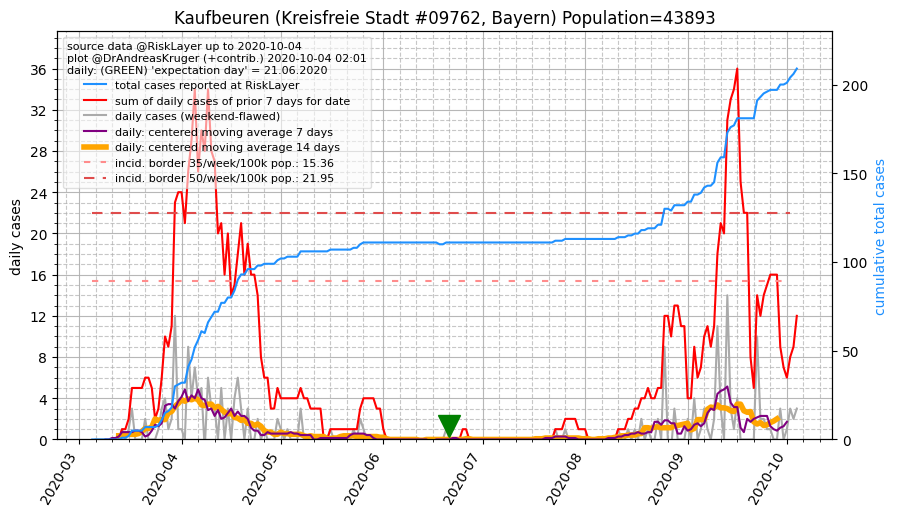 Kaufbeuren (Kreisfreie Stadt #09762, Bayern) Population=43893
source data @RiskLayer up to 2020-10-04
plot @DrAndreasKruger (+contrib.) 2020-10-04 02:01
daily: (GREEN) 'expectation day' = 21.06.2020
total cases reported at RiskLayer
sum of daily cases of prior 7 days for date
daily cases (weekend-flawed)
daily: centered moving average 7 days
daily: centered moving average 14 days
incid. border 35/week/100k pop.: 15.36
incid. border 50/week/100k pop.: 21.95
daily cases
36
32
28
24
20
16
12
8
4
0
cumulative total cases
200
150
100
50
0
2020-03
2020-04
2020-05
2020-06
2020-07
2020-08
2020-09
2020-10